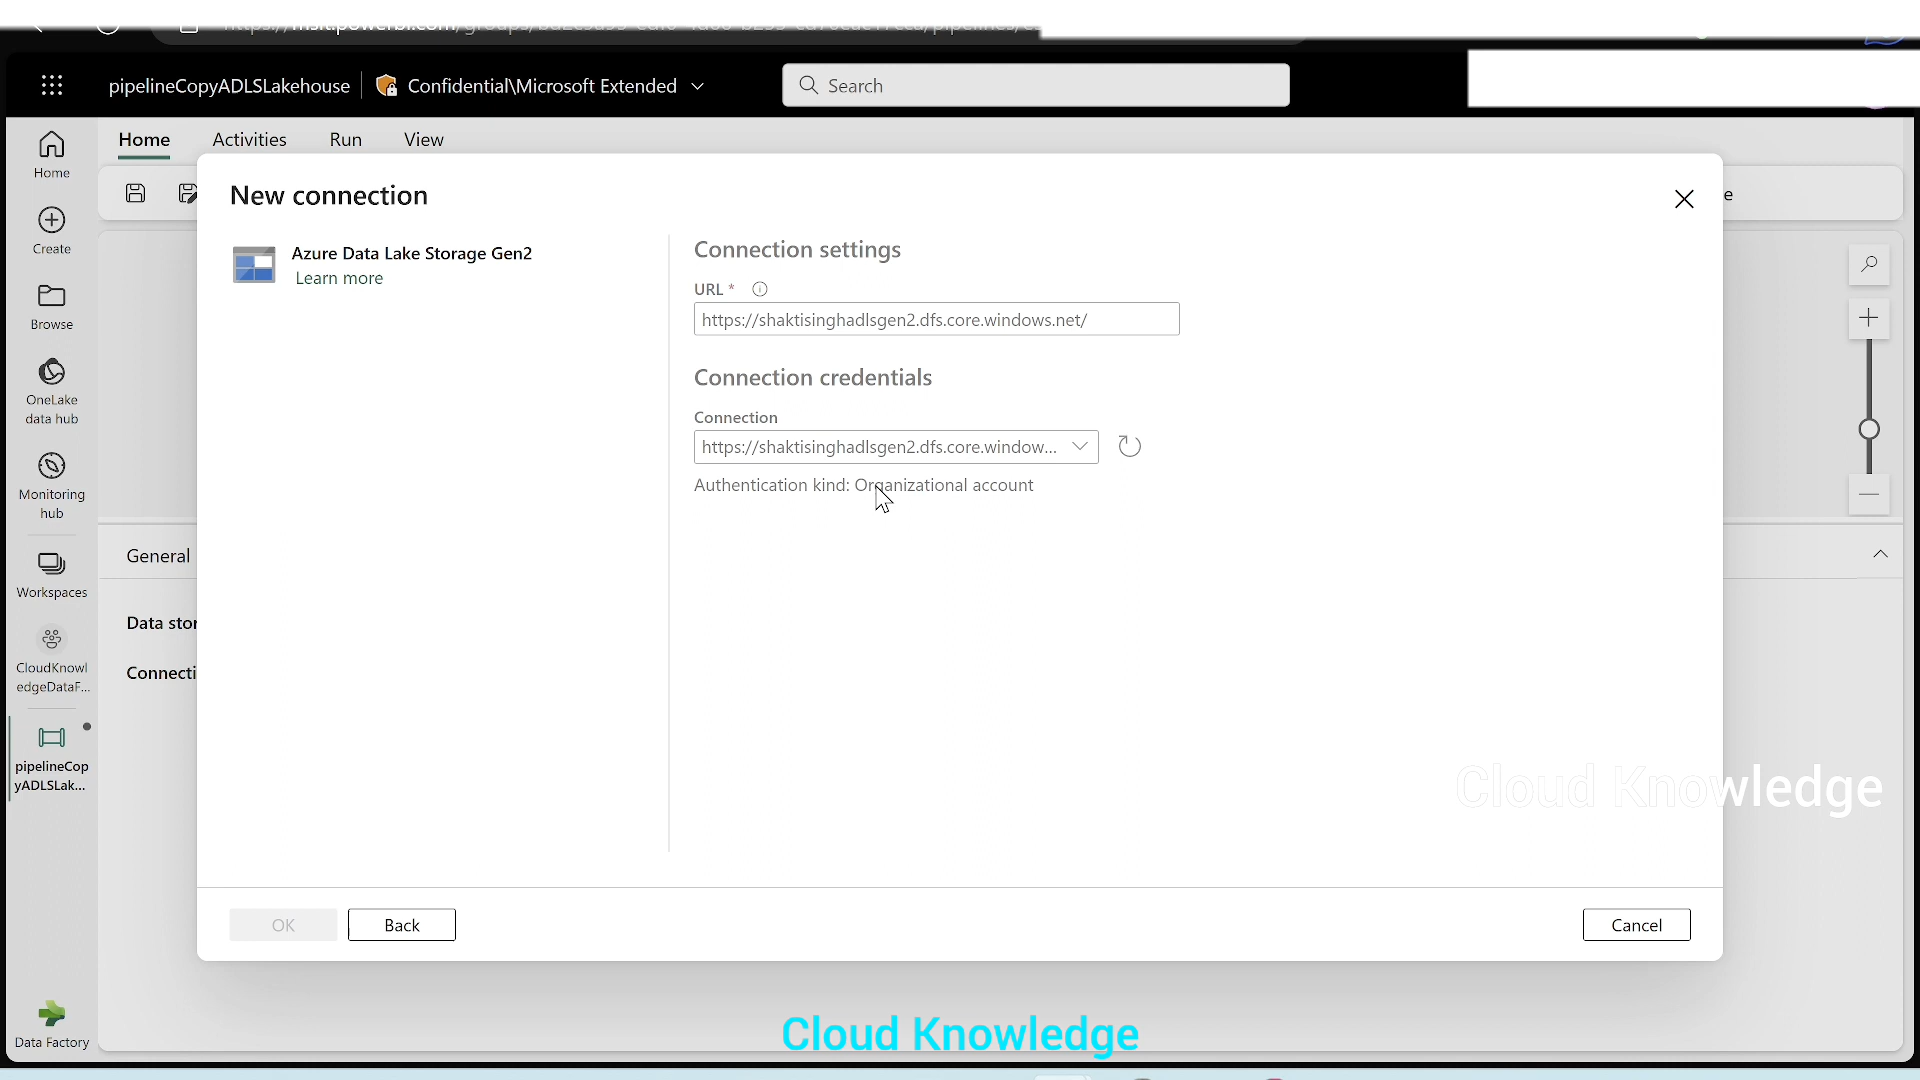 pipelineCopyADLSLakehouse
Confidential\Microsoft Extended
Search
Home
Activities
Run
View
Home
Create
Browse
OneLake
data hub
Monitoring
hub
Workspaces
CloudKnowl
edgeDataF...
pipelineCop
yADLSLak...
Data Factory
New connection
Azure Data Lake Storage Gen2
Learn more
Connection settings
URL *
https://shaktisinghadlsgen2.dfs.core.windows.net/
Connection credentials
Connection
https://shaktisinghadlsgen2.dfs.core.window...
Authentication kind: Organizational account
General
Data stor
Connecti
e
OK
Back
Cancel
Cloud Knowledge
Cloud Knowledge